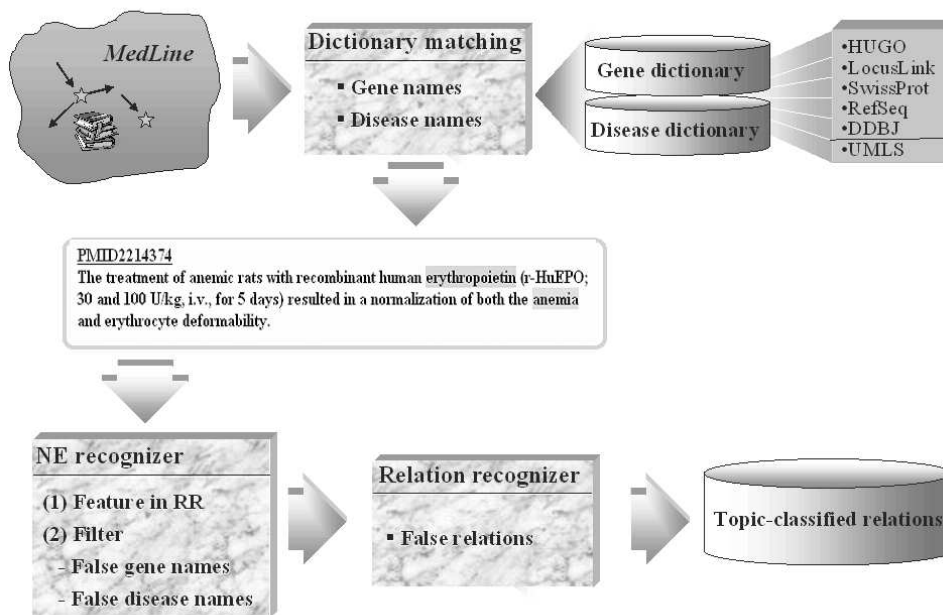 MedLine
Dictionary matching
▪ Gene names
▪ Disease names
Gene dictionary
Disease dictionary
•HUGO
•LocusLink
•SwissProt
•RefSeq
•DDBJ
•UMLS
PMID2214374
The treatment of anemic rats with recombinant human erythropoietin (r-HuEPO;
30 and 100 U/kg, i.v., for 5 days) resulted in a normalization of both the anemia
and erythrocyte deformability.
NE recognizer
(1) Feature in RR
(2) Filter
- False gene names
- False disease names
Relation recognizer
▪ False relations
Topic-classified relations